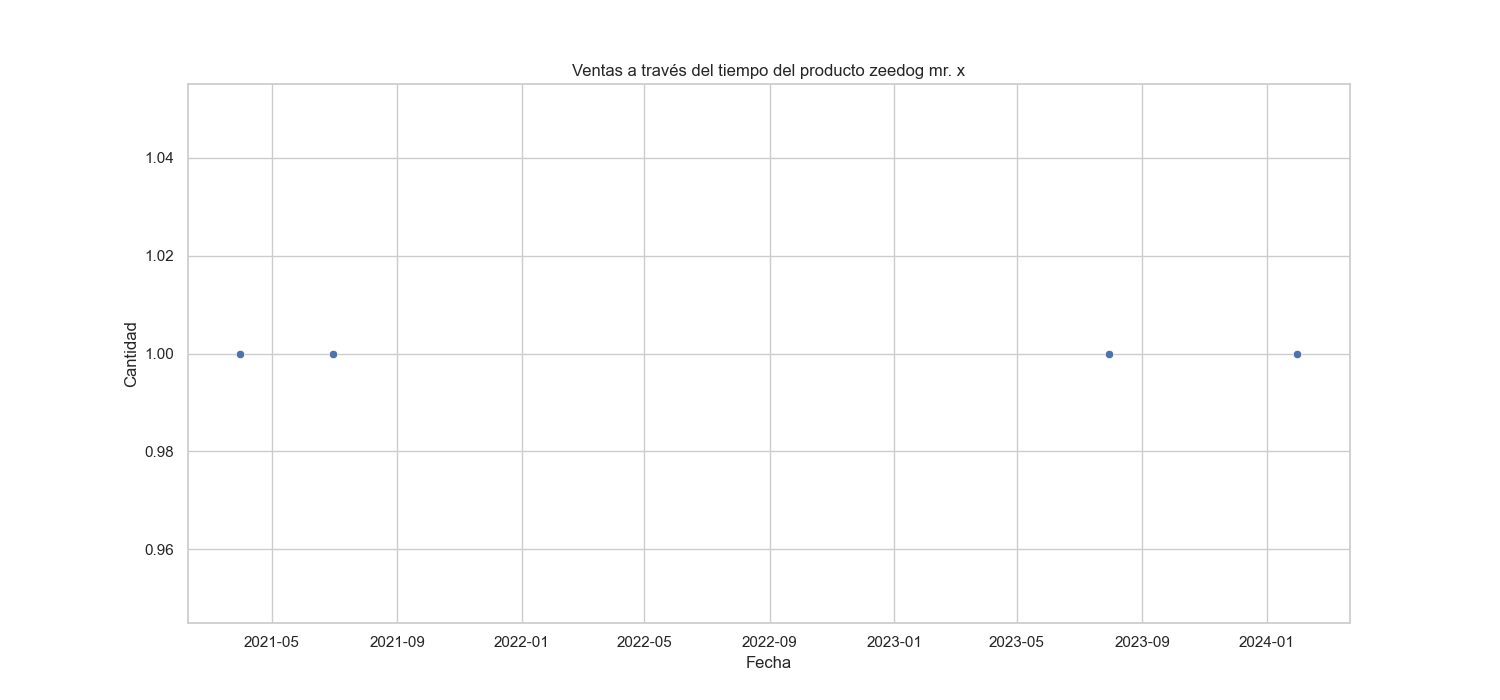 Ventas a través del tiempo del producto zeedog mr. x
1.04
1.02
1.00
0.98
0.96
Cantidad
2021-05 2021-09 2022-01 2022-05 2022-09 2023-01 2023-05 2023-09 2024-01
Fecha